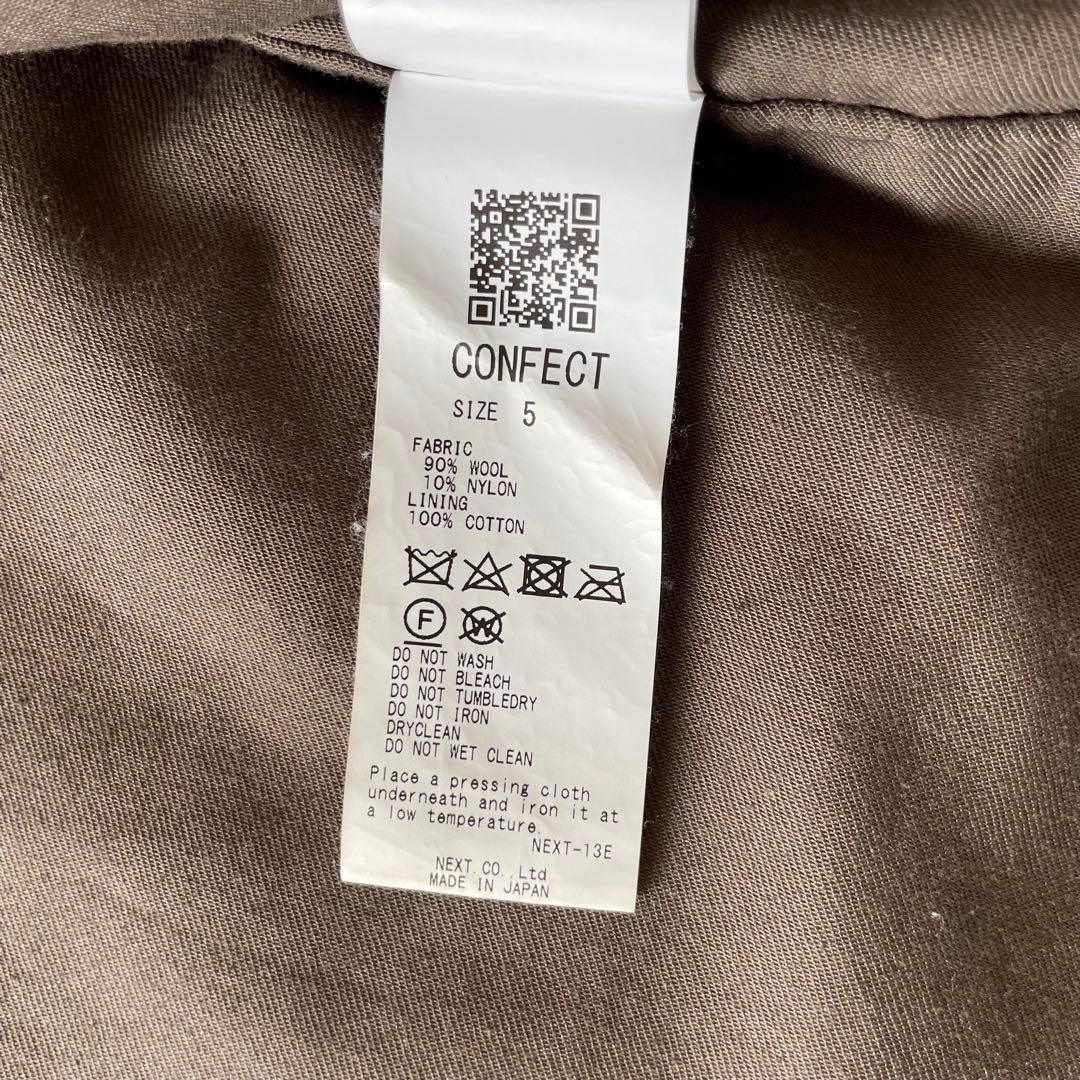 CONFECT
SIZE 5
FABRIC
90% WOOL
10% NYLON
LINING
100% COTTON
F W
DO NOT WASH
DO NOT BLEACH
DO NOT TUMBLEDRY
DO NOT IRON
DRYCLEAN
DO NOT WET CLEAN
Place a pressing cloth
underneath and iron it at
a low temperature.
NEXT-13E
NEXT.CO.,Ltd
MADE IN JAPAN